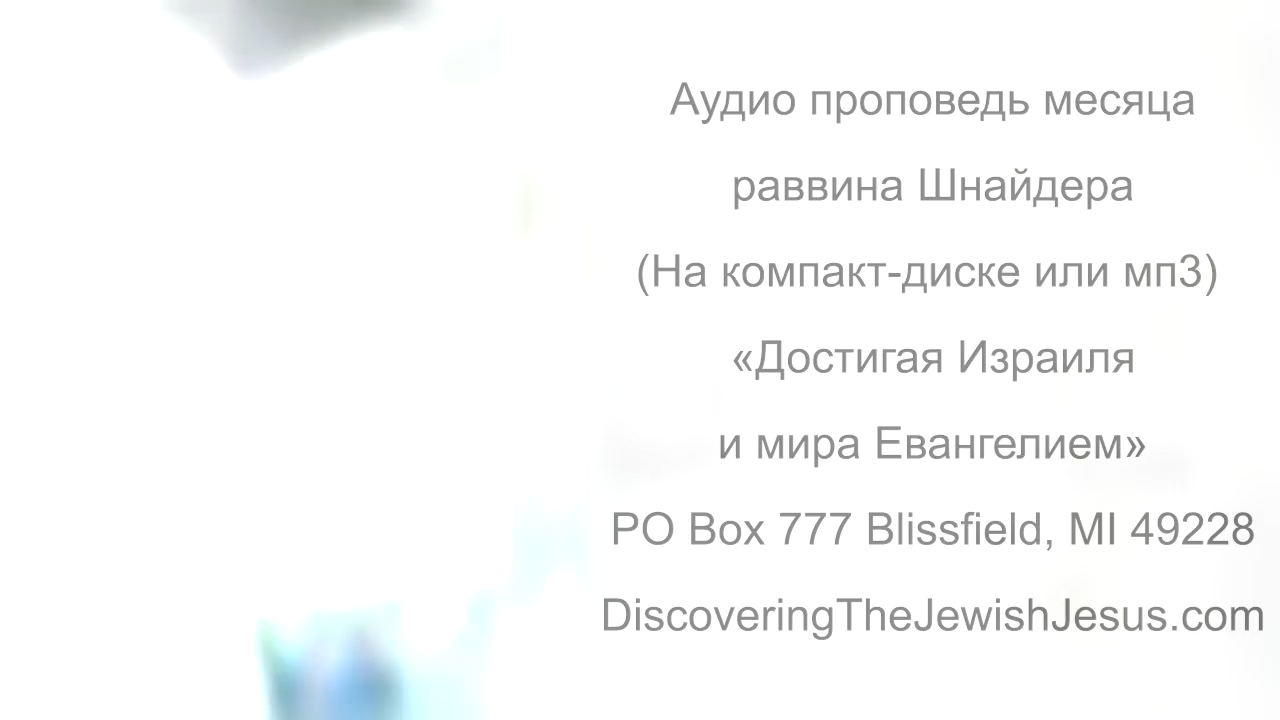 Аудио проповедь месяца
раввина Шнайдера
(На компакт-диске или мп3)
«Достигая Израиля
и мира Евангелием»
PO Box 777 Blissfield, MI 49228
DiscoveringTheJewishJesus.com